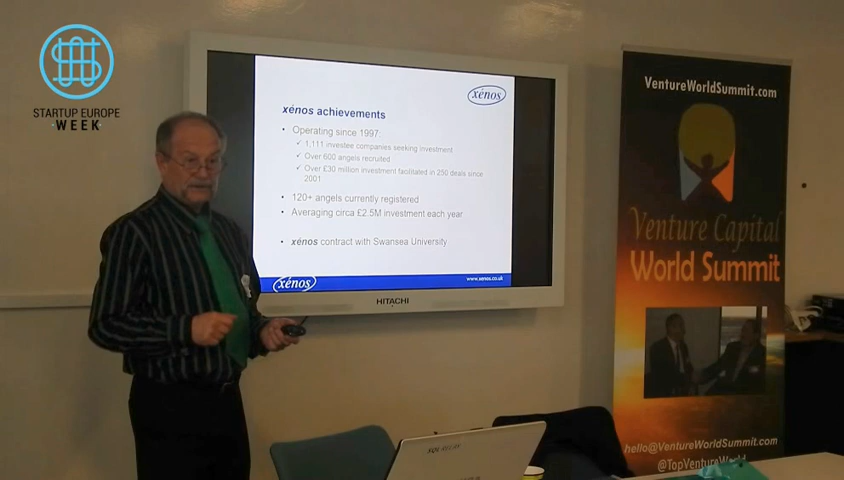 STARTUP EUROPE
WEEK
xénos
xénos achievements
• Operating since 1997:
✓ 1,111 investee companies seeking investment
✓ Over 600 angels recruited
✓ Over £30 million investment facilitated in 250 deals since
2001
• 120+ angels currently registered
• Averaging circa £2.5M investment each year
• xénos contract with Swansea University
xénos
www.xenos.co.uk
HITACHI
VentureWorldSummit.com
Venture Capital
World Summit
hello@VentureWorldSummit.com
@TopVentureWorld